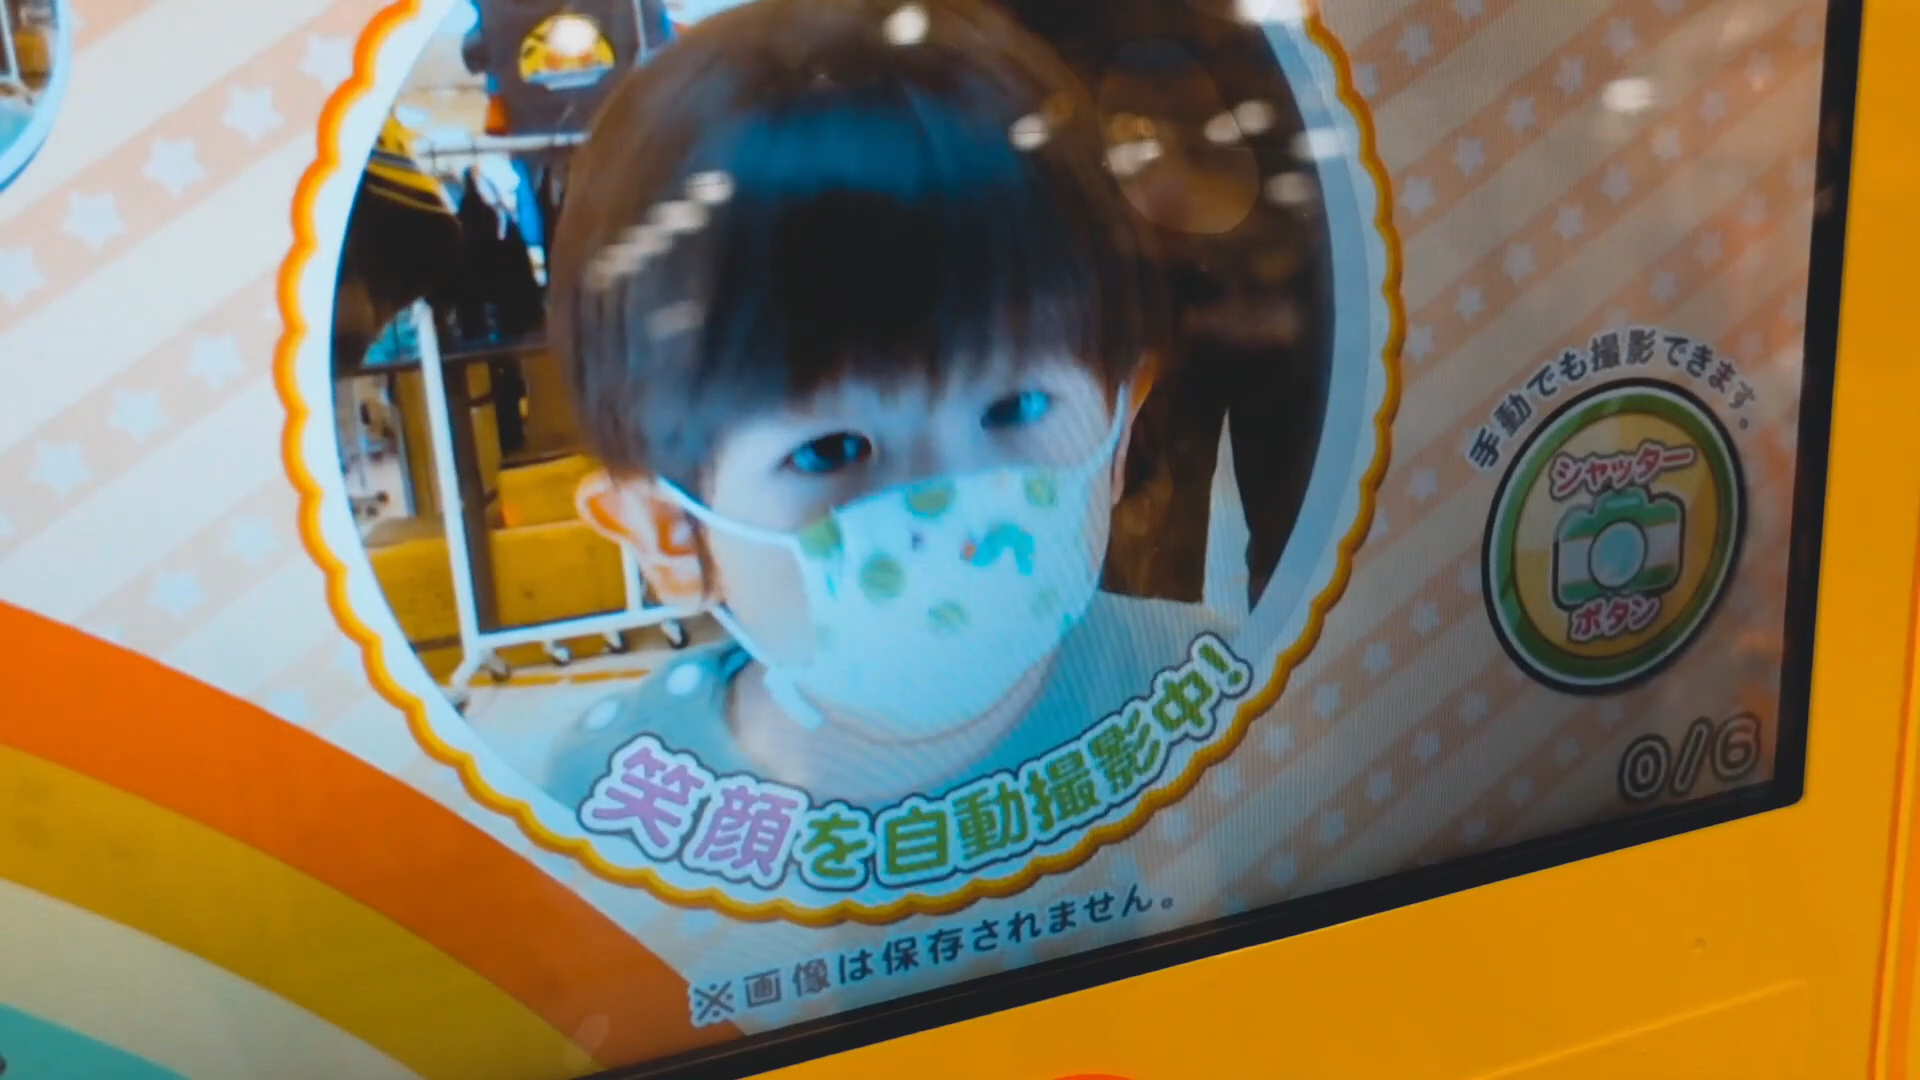 手動でも撮影できます。
シャッター
ボタン
笑顔を自動撮影中!
0/6
※画像は保存されません。